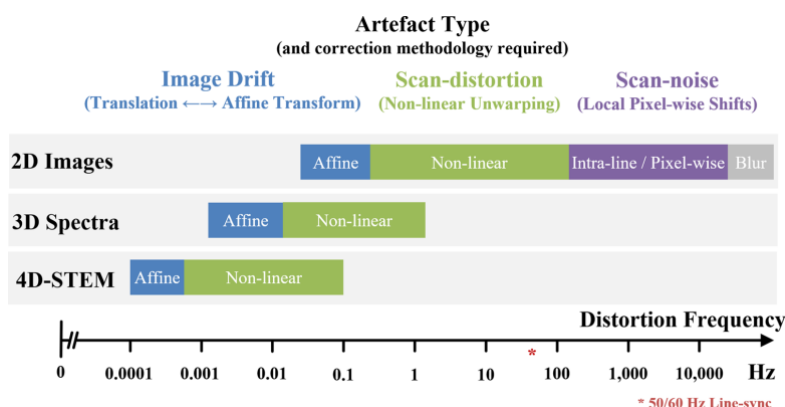 Artefact Type
(and correction methodology required)
Image Drift Scan-distortion Scan-noise
(Translation ←→ Affine Transform) (Non-linear Unwarping) (Local Pixel-wise Shifts)
2D Images Affine Non-linear Intra-line / Pixel-wise Blur
3D Spectra Affine Non-linear
4D-STEM Affine Non-linear
Distortion Frequency
*
0 0.0001 0.001 0.01 0.1 1 10 100 1,000 10,000 Hz
* 50/60 Hz Line-sync